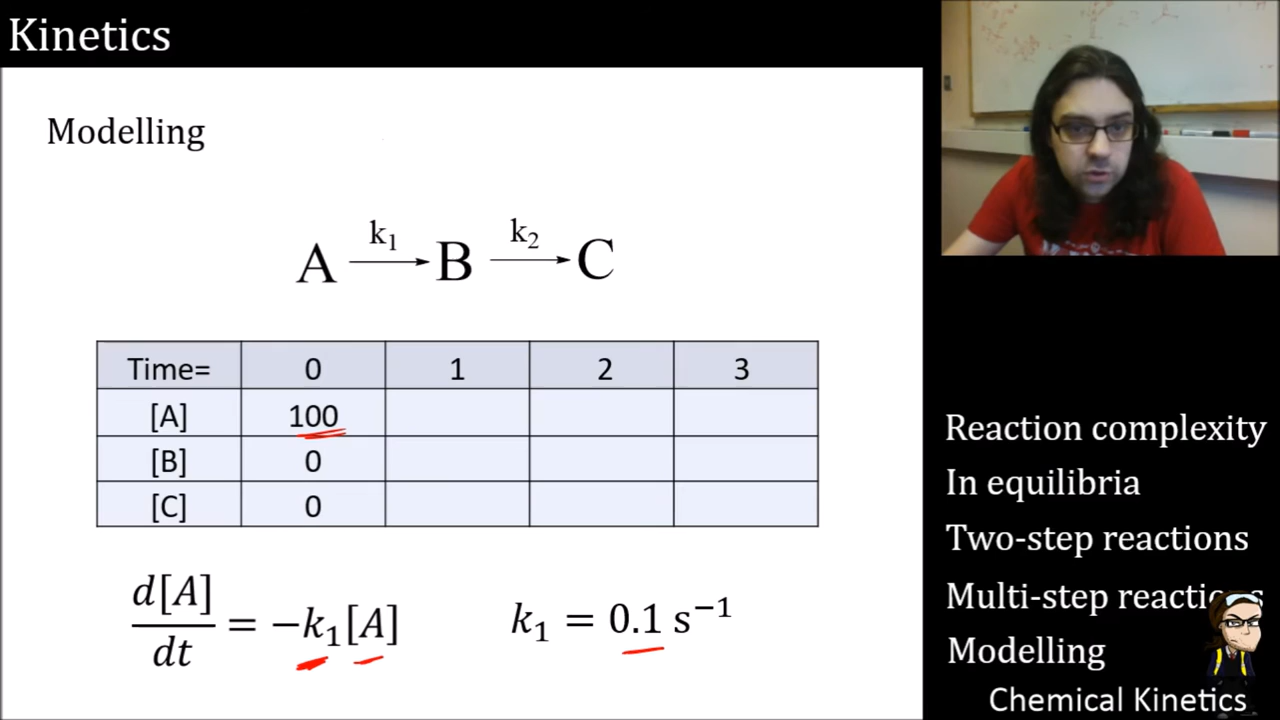 Kinetics
Modelling
k₁ k₂
A → B → C
Time= 0 1 2 3
[A] 100
[B] 0
[C] 0
d[A]/dt = −k₁[A]
k₁ = 0.1 s⁻¹
Reaction complexity
In equilibria
Two-step reactions
Multi-step reactions
Modelling
Chemical Kinetics